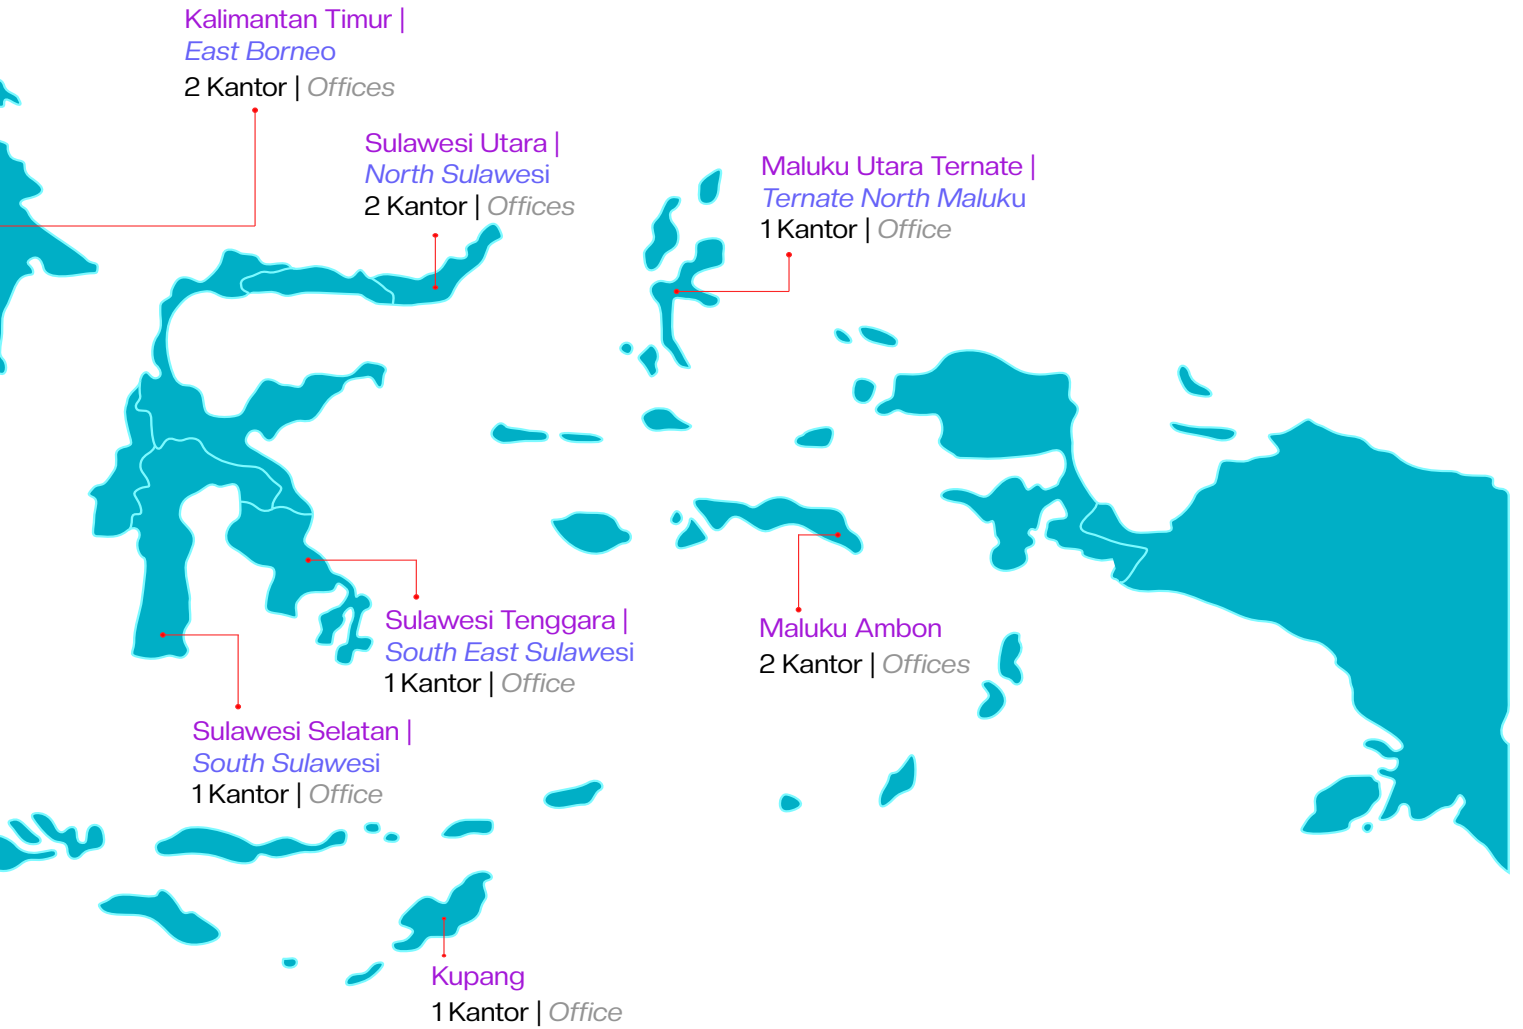 Kalimantan Timur |
East Borneo
2 Kantor | Offices
Sulawesi Utara |
North Sulawesi
2 Kantor | Offices
Maluku Utara Ternate |
Ternate North Maluku
1 Kantor | Office
Sulawesi Tenggara |
South East Sulawesi
1 Kantor | Office
Maluku Ambon
2 Kantor | Offices
Sulawesi Selatan |
South Sulawesi
1 Kantor | Office
Kupang
1 Kantor | Office